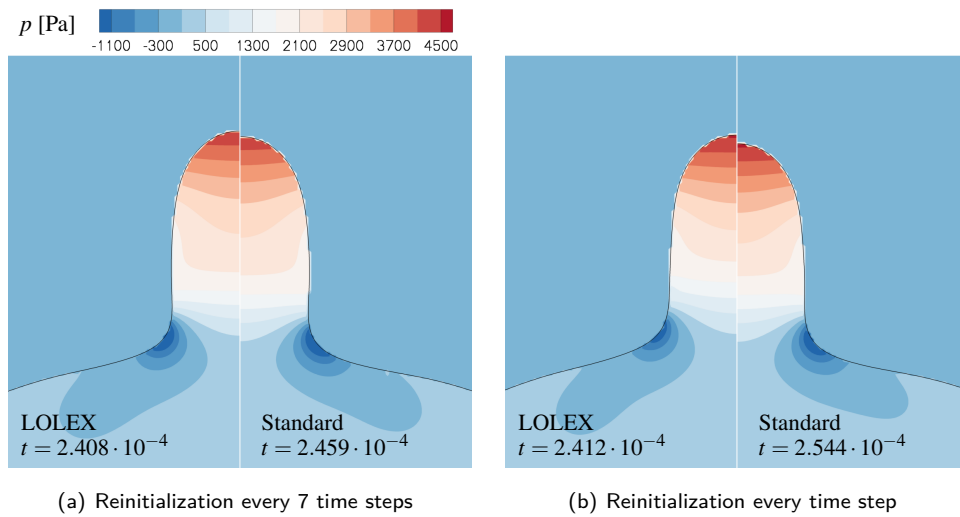 p [Pa]
-1100 -300 500 1300 2100 2900 3700 4500
LOLEX
t = 2.408 · 10⁻⁴
Standard
t = 2.459 · 10⁻⁴
LOLEX
t = 2.412 · 10⁻⁴
Standard
t = 2.544 · 10⁻⁴
(a) Reinitialization every 7 time steps
(b) Reinitialization every time step